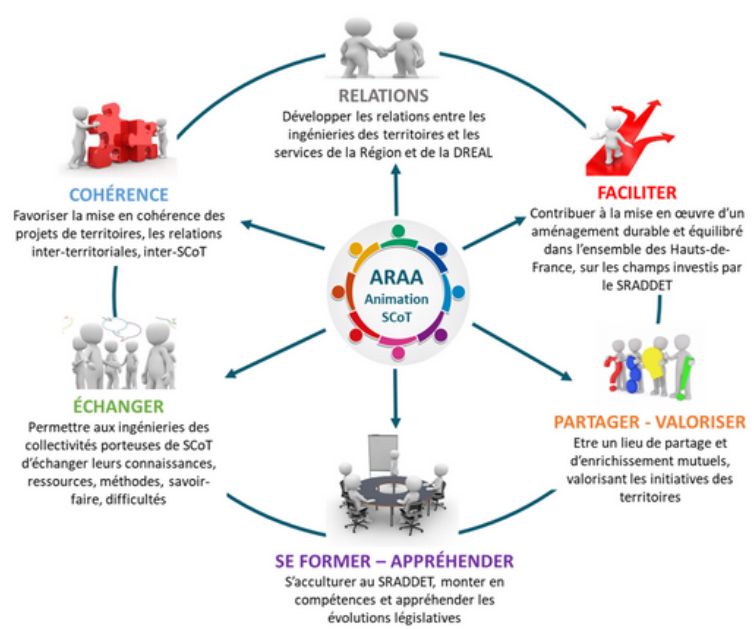 RELATIONS
Développer les relations entre les
ingénieries des territoires et les
services de la Région et de la DREAL
COHÉRENCE
Favoriser la mise en cohérence des
projets de territoires, les relations
inter-territoriales, inter-SCoT
FACILITER
Contribuer à la mise en œuvre d'un
aménagement durable et équilibré
dans l'ensemble des Hauts-de-
France, sur les champs investis par
le SRADDET
ARAA
Animation
SCoT
ÉCHANGER
Permettre aux ingénieries des
collectivités porteuses de SCoT
d'échanger leurs connaissances,
ressources, méthodes, savoir-
faire, difficultés
PARTAGER - VALORISER
Etre un lieu de partage et
d'enrichissement mutuels,
valorisant les initiatives des
territoires
SE FORMER – APPRÉHENDER
S'acculturer au SRADDET, monter en
compétences et appréhender les
évolutions législatives